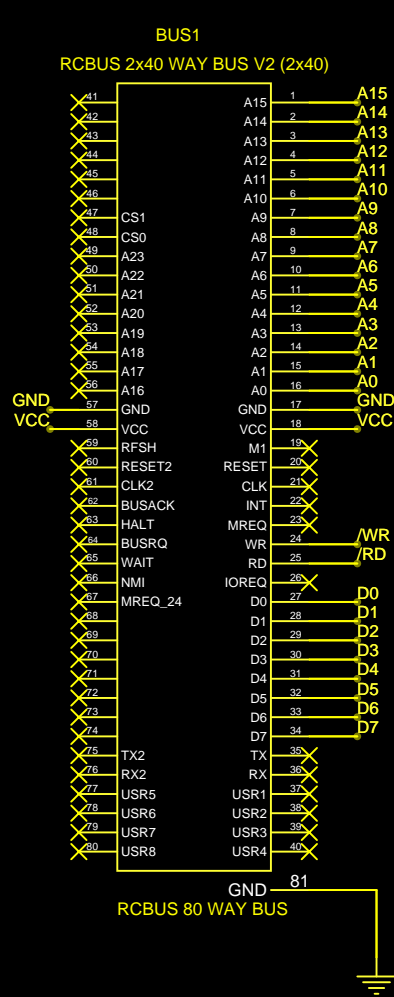 BUS1
RCBUS 2x40 WAY BUS V2 (2x40)
41 A15 1 A15
42 A14 2 A14
43 A13 3 A13
44 A12 4 A12
45 A11 5 A11
46 A10 6 A10
47 CS1 A9 7 A9
48 CS0 A8 8 A8
49 A23 A7 9 A7
50 A22 A6 10 A6
51 A21 A5 11 A5
52 A20 A4 12 A4
53 A19 A3 13 A3
54 A18 A2 14 A2
55 A17 A1 15 A1
56 A16 A0 16 A0
GND 57 GND GND 17 GND
VCC 58 VCC VCC 18 VCC
59 RFSH M1 19
60 RESET2 RESET 20
61 CLK2 CLK 21
62 BUSACK INT 22
63 HALT MREQ 23
64 BUSRQ WR 24 /WR
65 WAIT RD 25 /RD
66 NMI IOREQ 26
67 MREQ_24 D0 27 D0
68 D1 28 D1
69 D2 29 D2
70 D3 30 D3
71 D4 31 D4
72 D5 32 D5
73 D6 33 D6
74 D7 34 D7
75 TX2 TX 35
76 RX2 RX 36
77 USR5 USR1 37
78 USR6 USR2 38
79 USR7 USR3 39
80 USR8 USR4 40
GND 81
RCBUS 80 WAY BUS